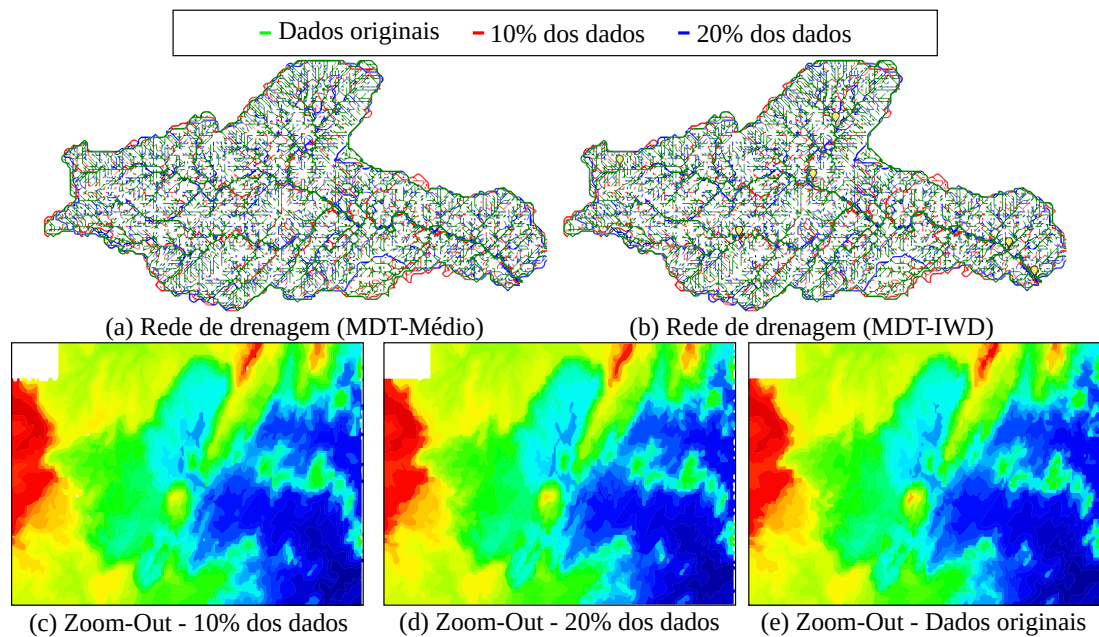 Dados originais 10% dos dados 20% dos dados
(a) Rede de drenagem (MDT-Médio) (b) Rede de drenagem (MDT-IWD)
(c) Zoom-Out - 10% dos dados (d) Zoom-Out - 20% dos dados (e) Zoom-Out - Dados originais